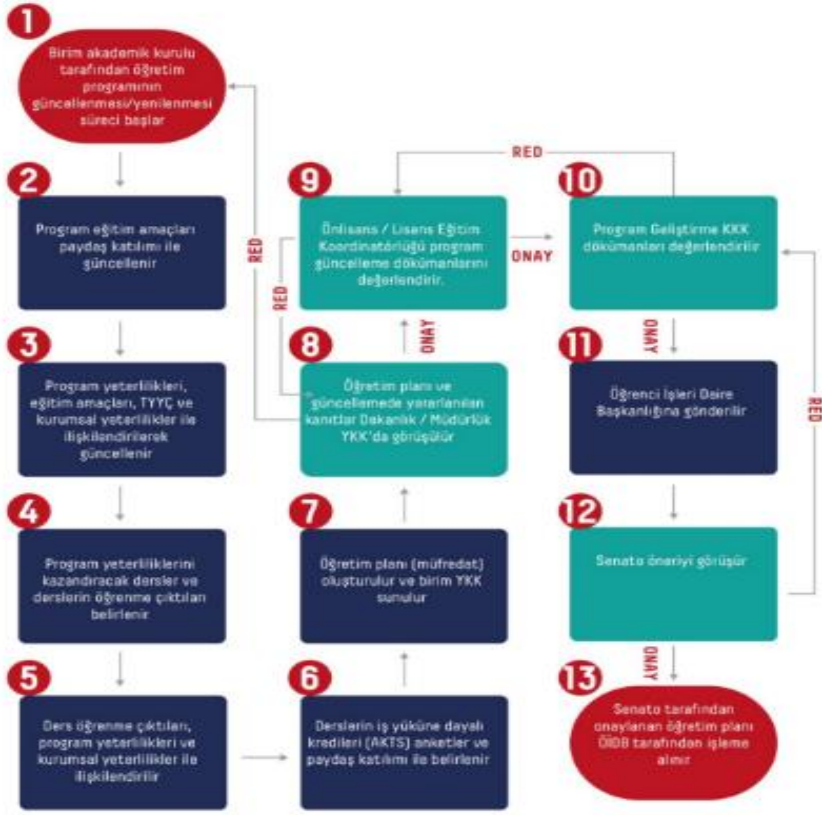 1
Birim akademik kurulu
tarafından öğretim
programının
güncellenmesi/yenilenmesi
süreci başlar
2
Program eğitim amaçları
paydaş katılımı ile
güncellenir
3
Program yeterlilikleri,
eğitim amaçları, TYYÇ ve
kurumsal yeterlilikler ile
ilişkilendirilerek
güncellenir
4
Program yeterliliklerini
kazandıracak dersler ve
derslerin öğrenme çıktıları
belirlenir
5
Ders öğrenme çıktıları,
program yeterlilikleri ve
kurumsal yeterlilikler ile
ilişkilendirilir
6
Derslerin iş yüküne dayalı
kredileri (AKTS) anketler ve
paydaş katılımı ile belirlenir
7
Öğretim planı (müfredat)
oluşturulur ve birim YKK
sunulur
8
Öğretim planı ve
güncellemede yararlanılan
kanıtlar Dekanlık / Müdürlük
YKK'da görüşülür
RED
ONAY
9
Önlisans / Lisans Eğitim
Koordinatörlüğü program
güncelleme dökümanlarını
değerlendirir.
RED
ONAY
10
Program Geliştirme KKK
dökümanları değerlendirilir
RED
ONAY
11
Öğrenci İşleri Daire
Başkanlığına gönderilir
12
Senato öneriyi görüşür
RED
ONAY
13
Senato tarafından
onaylanan öğretim planı
ÖİDB tarafından işleme
alınır